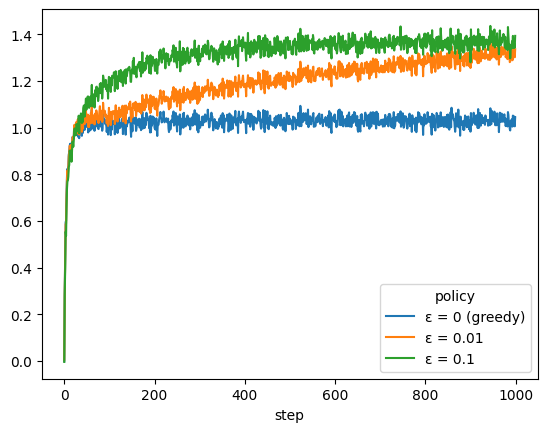 1.4
1.2
1.0
0.8
0.6
0.4
0.2
0.0
0 200 400 600 800 1000
step
policy
ε = 0 (greedy)
ε = 0.01
ε = 0.1